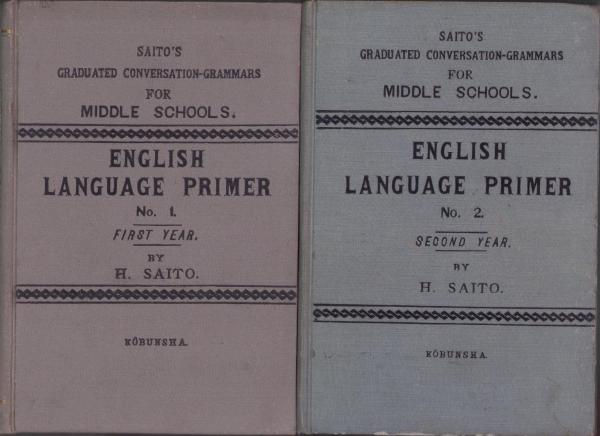 SAITO'S
GRADUATED CONVERSATION-GRAMMARS
FOR
MIDDLE SCHOOLS.
ENGLISH
LANGUAGE PRIMER
No. 1.
FIRST YEAR.
BY
H. SAITO.
KŌBUNSHA.
SAITO'S
GRADUATED CONVERSATION-GRAMMARS
FOR
MIDDLE SCHOOLS.
ENGLISH
LANGUAGE PRIMER
No. 2.
SECOND YEAR.
BY
H. SAITO.
KŌBUNSHA.